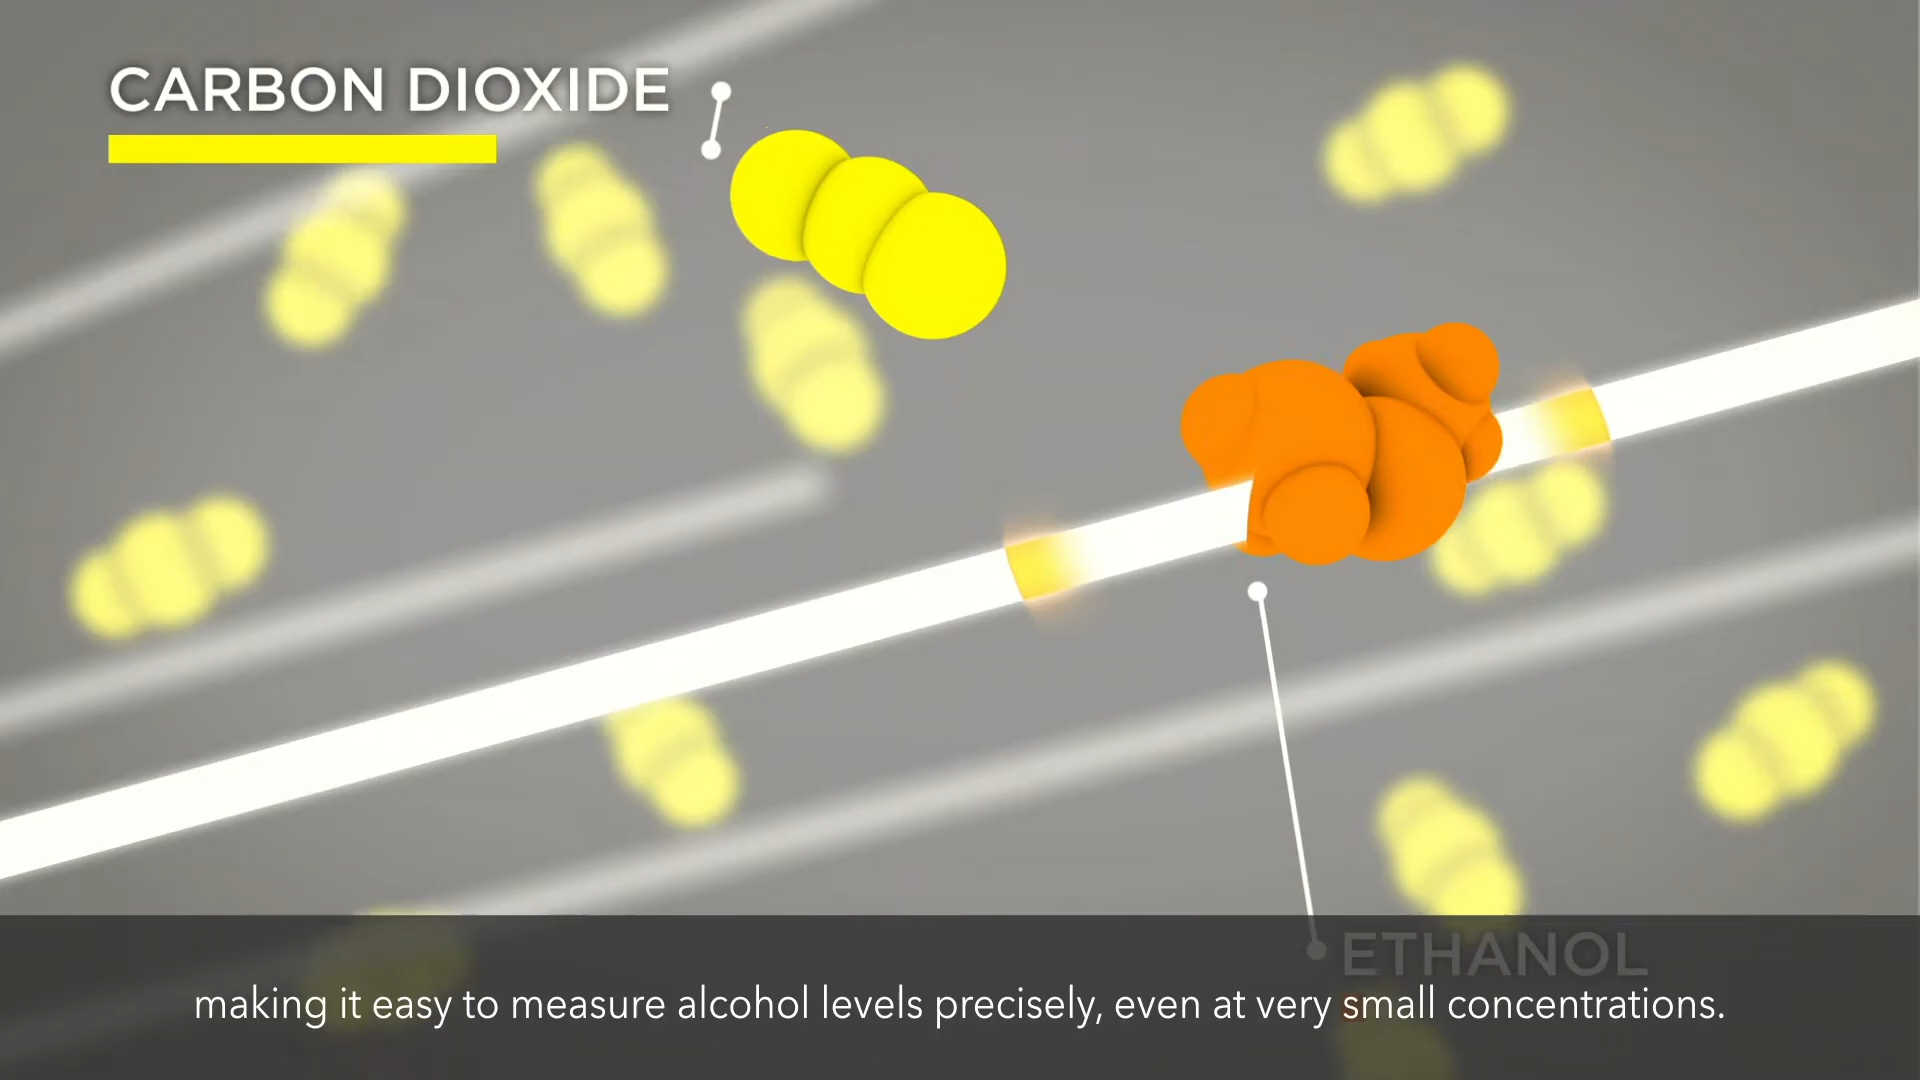 CARBON DIOXIDE
ETHANOL
making it easy to measure alcohol levels precisely, even at very small concentrations.